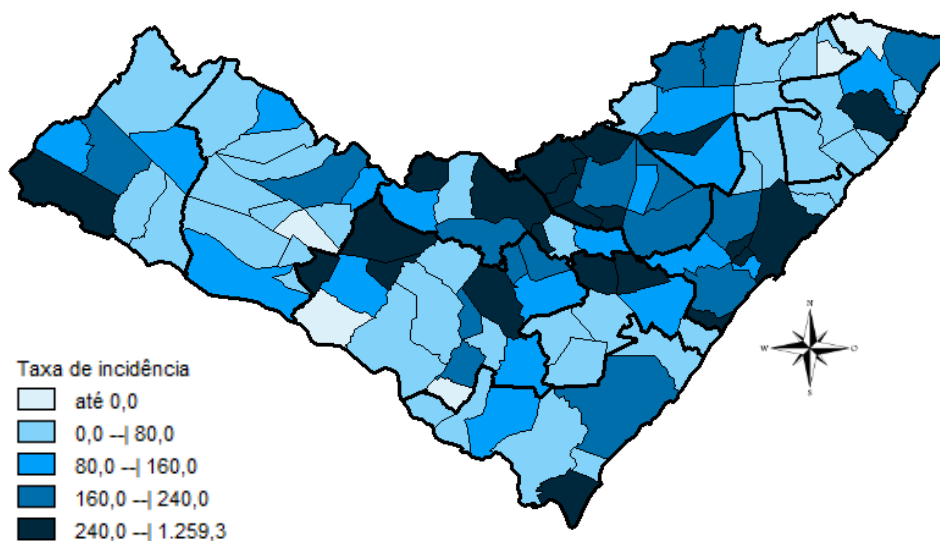 N
W
O
S
Taxa de incidência
até 0,0
0,0 --| 80,0
80,0 --| 160,0
160,0 --| 240,0
240,0 --| 1.259,3